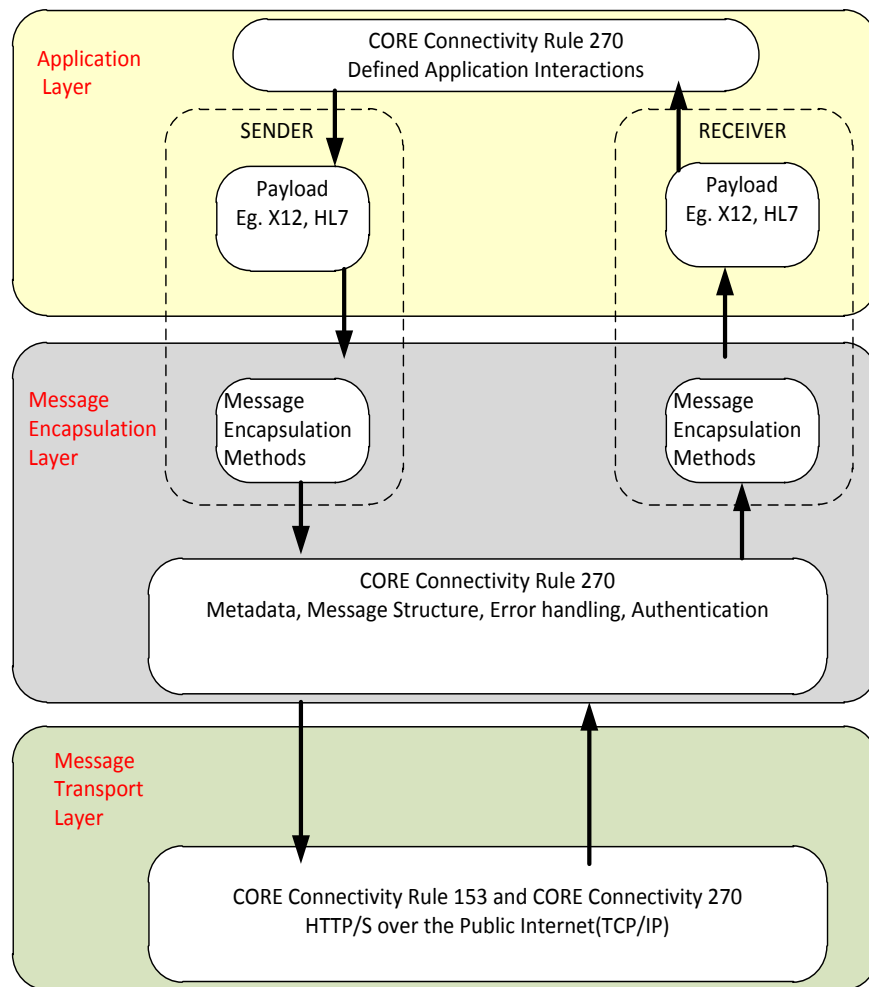 Application
Layer
CORE Connectivity Rule 270
Defined Application Interactions
SENDER
RECEIVER
Payload
Eg. X12, HL7
Payload
Eg. X12, HL7
Message
Encapsulation
Layer
Message
Encapsulation
Methods
Message
Encapsulation
Methods
CORE Connectivity Rule 270
Metadata, Message Structure, Error handling, Authentication
Message
Transport
Layer
CORE Connectivity Rule 153 and CORE Connectivity 270
HTTP/S over the Public Internet(TCP/IP)